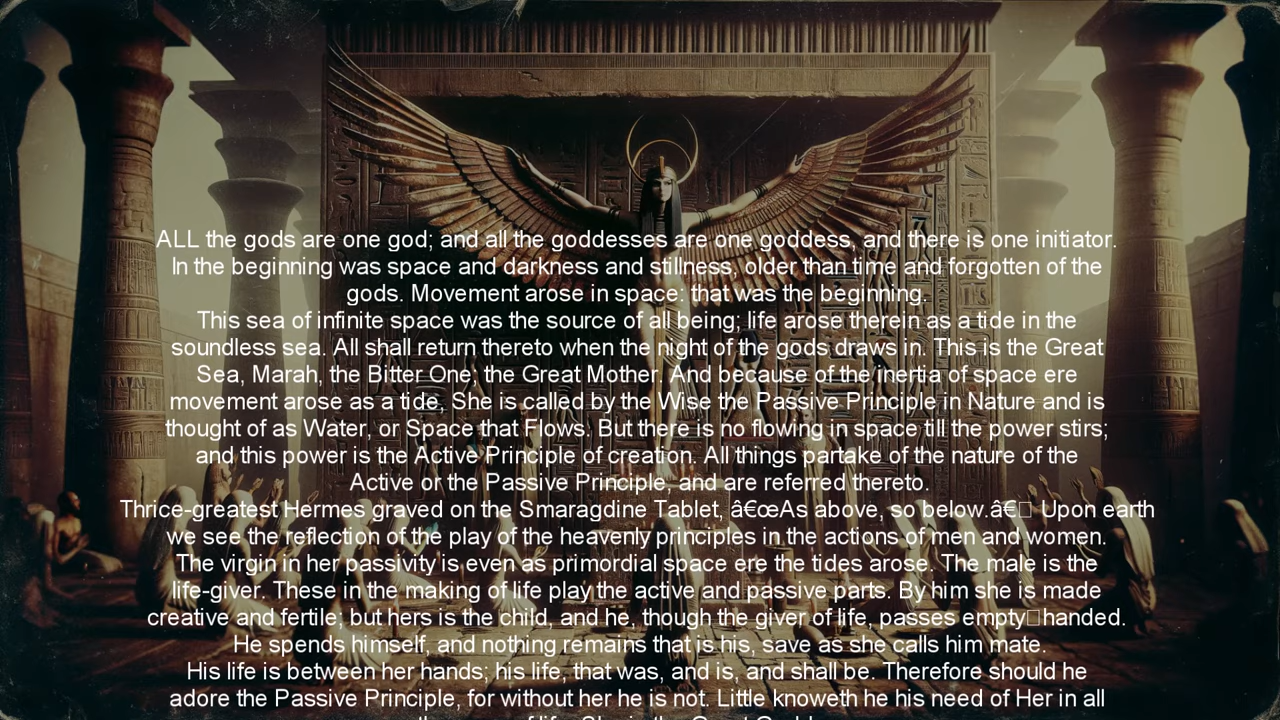 ALL the gods are one god; and all the goddesses are one goddess, and there is one initiator.
In the beginning was space and darkness and stillness, older than time and forgotten of the
gods. Movement arose in space: that was the beginning.
This sea of infinite space was the source of all being; life arose therein as a tide in the
soundless sea. All shall return thereto when the night of the gods draws in. This is the Great
Sea, Marah, the Bitter One; the Great Mother. And because of the inertia of space ere
movement arose as a tide, She is called by the Wise the Passive Principle in Nature and is
thought of as Water, or Space that Flows. But there is no flowing in space till the power stirs;
and this power is the Active Principle of creation. All things partake of the nature of the
Active or the Passive Principle, and are referred thereto.
Thrice-greatest Hermes graved on the Smaragdine Tablet, â€œAs above, so below.â€□ Upon earth
we see the reflection of the play of the heavenly principles in the actions of men and women.
The virgin in her passivity is even as primordial space ere the tides arose. The male is the
life-giver. These in the making of life play the active and passive parts. By him she is made
creative and fertile; but hers is the child, and he, though the giver of life, passes empty□handed.
He spends himself, and nothing remains that is his, save as she calls him mate.
His life is between her hands; his life, that was, and is, and shall be. Therefore should he
adore the Passive Principle, for without her he is not. Little knoweth he his need of Her in all